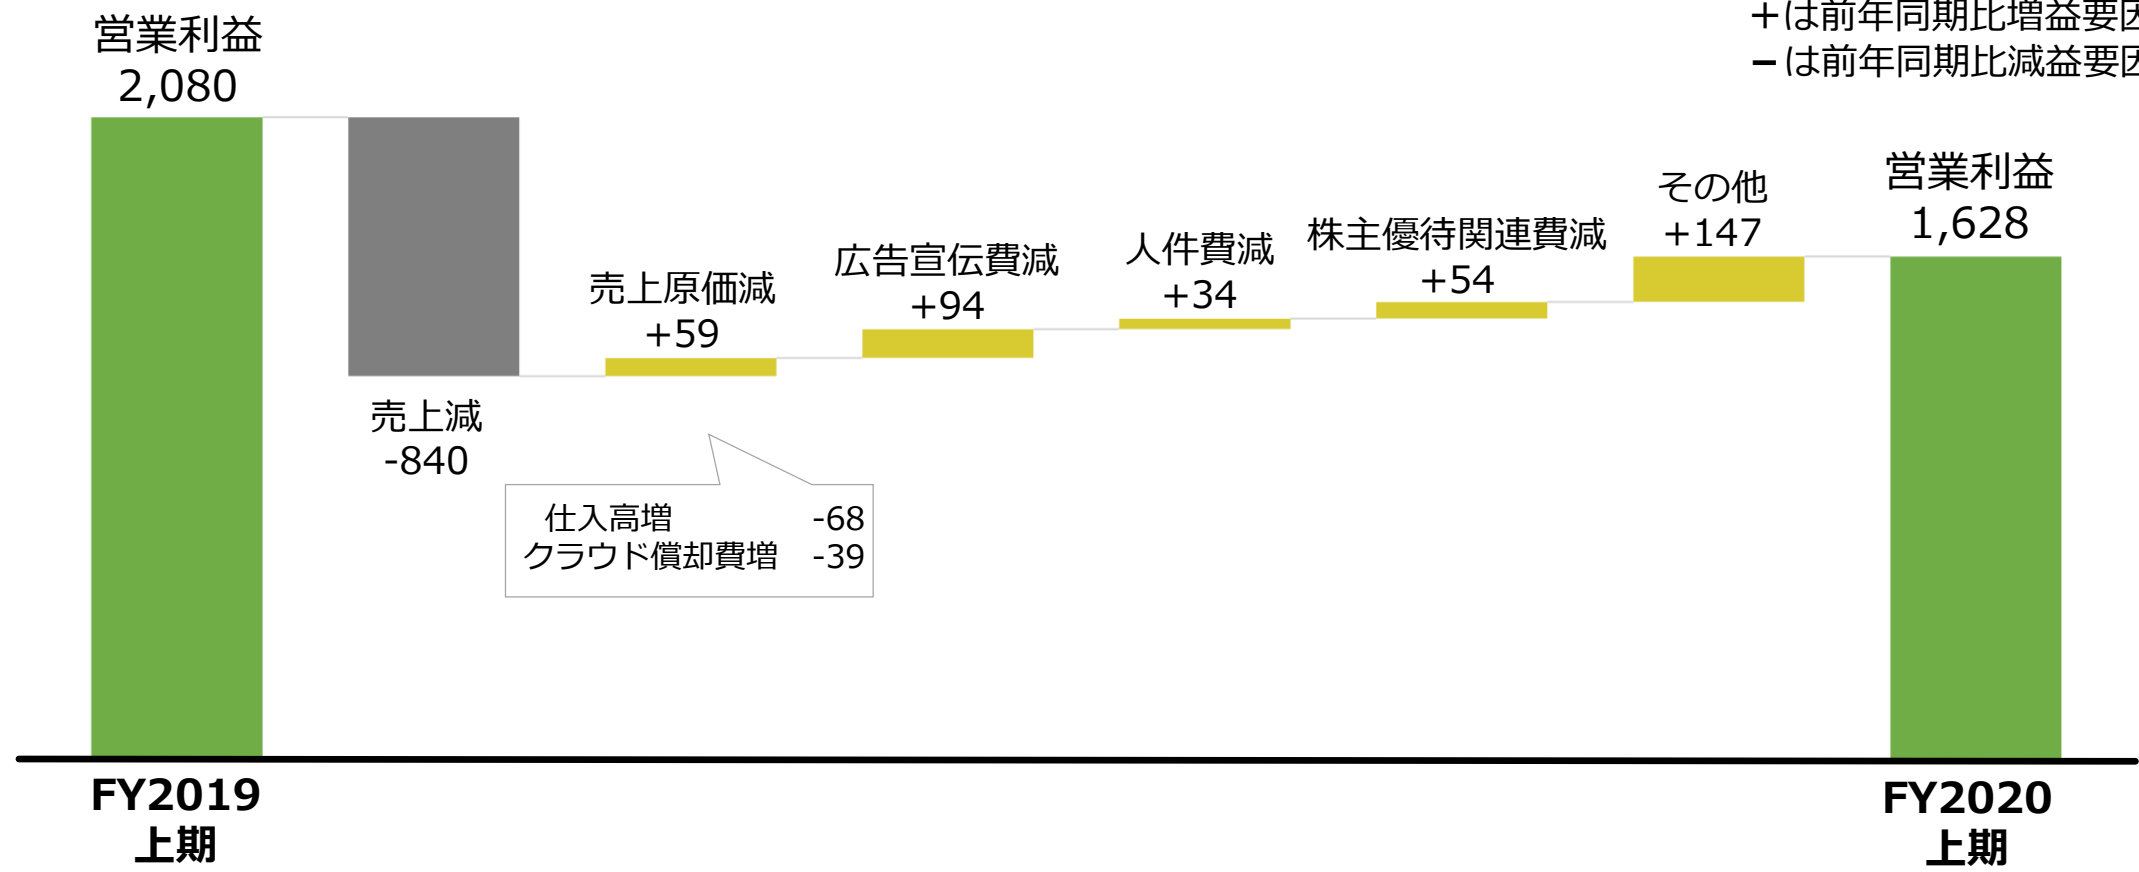 +は前年同期比増益要因
−は前年同期比減益要因
営業利益
2,080
売上減
-840
売上原価減
+59
仕入高増 -68
クラウド償却費増 -39
広告宣伝費減
+94
人件費減
+34
株主優待関連費減
+54
その他
+147
営業利益
1,628
FY2019
上期
FY2020
上期